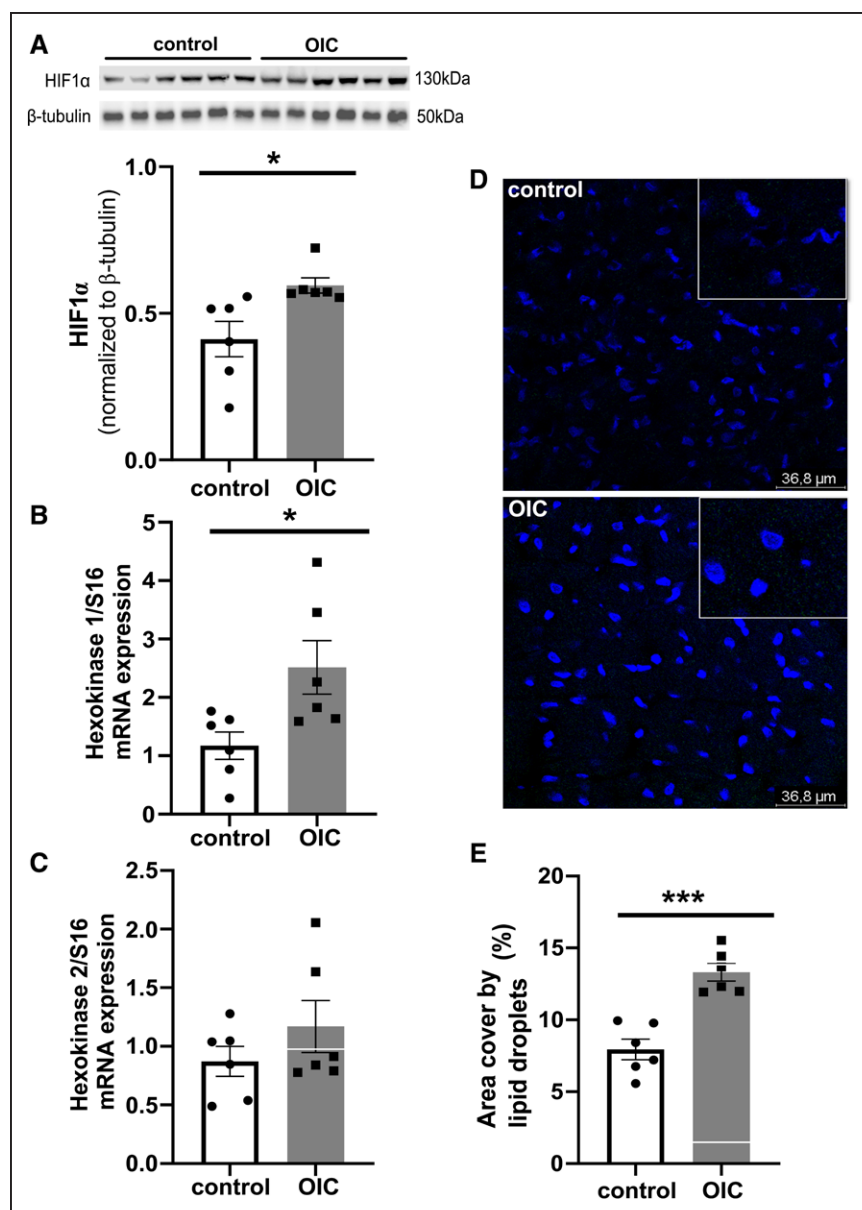 A
control OIC
HIF1α 130kDa
β-tubulin 50kDa
*
1.0
0.5
0.0
HIF1α
(normalized to β-tubulin)
control OIC
B
*
5
4
3
2
1
0
Hexokinase 1/S16
mRNA expression
control OIC
C
2.5
2.0
1.5
1.0
0.5
0.0
Hexokinase 2/S16
mRNA expression
control OIC
D
control
36,8 µm
OIC
36,8 µm
E
***
20
15
10
5
0
Area cover by (%)
lipid droplets
control OIC